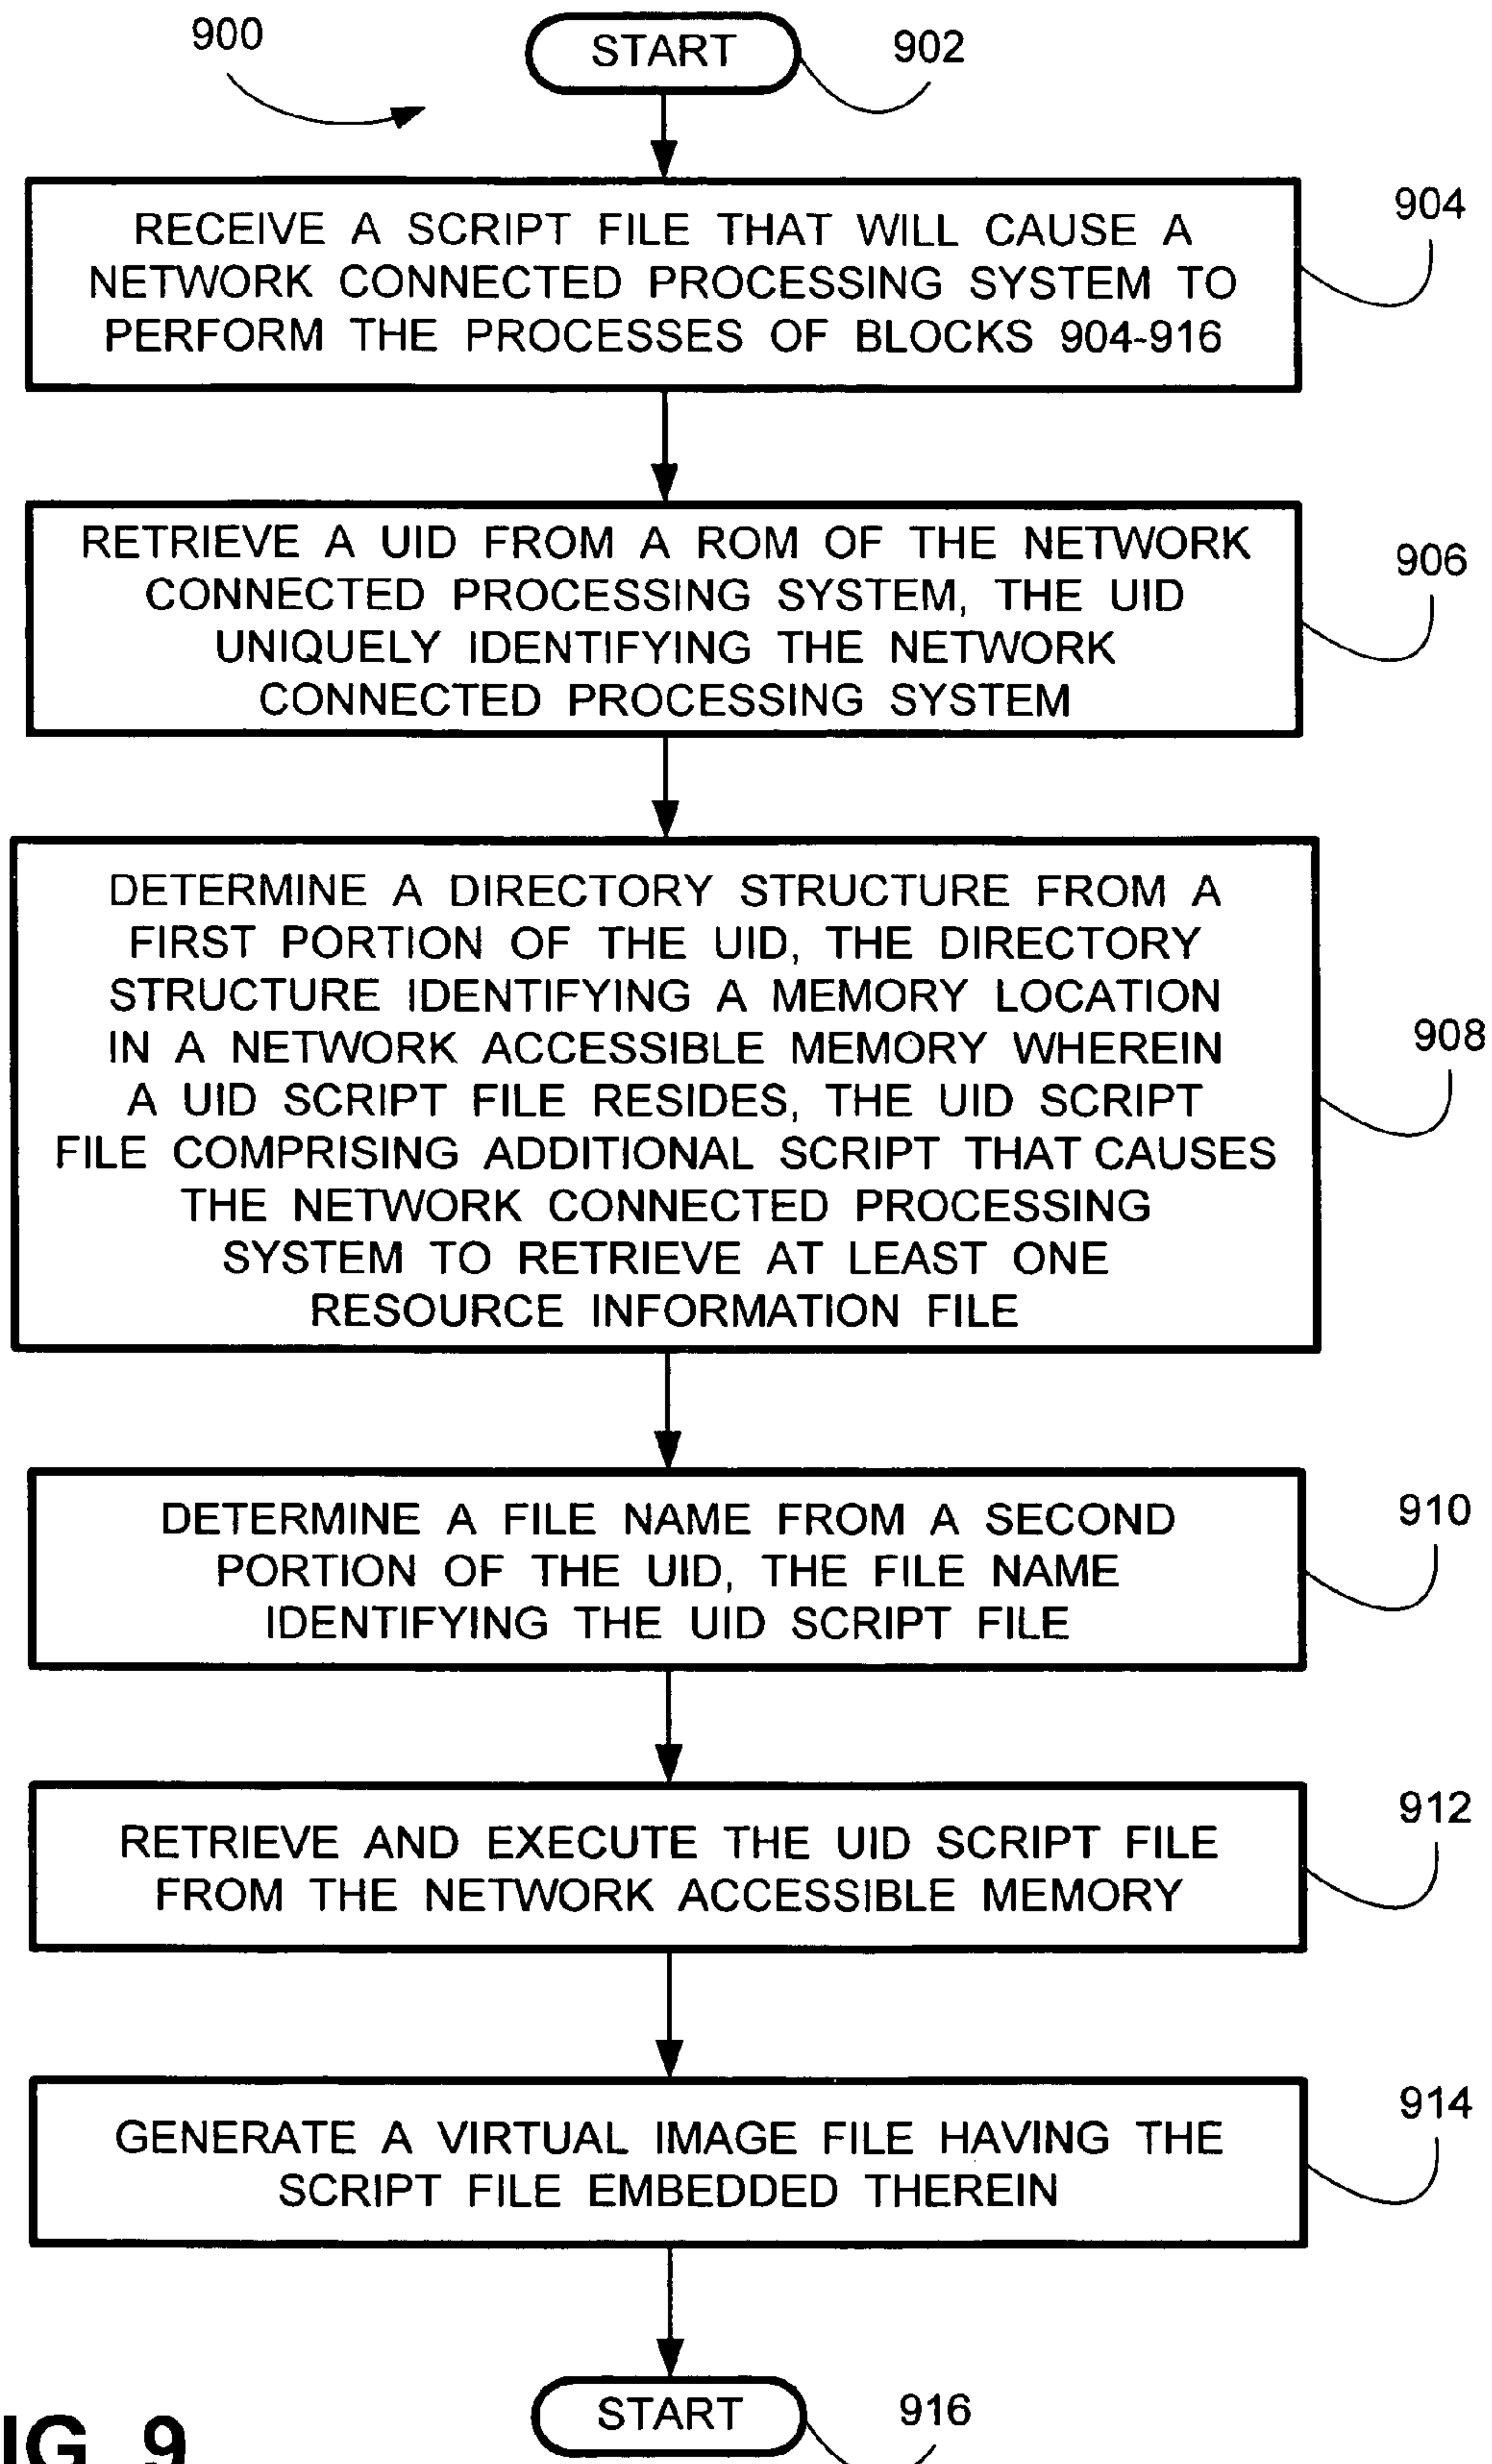 900
START
902
RECEIVE A SCRIPT FILE THAT WILL CAUSE A
NETWORK CONNECTED PROCESSING SYSTEM TO
PERFORM THE PROCESSES OF BLOCKS 904-916
904
RETRIEVE A UID FROM A ROM OF THE NETWORK
CONNECTED PROCESSING SYSTEM, THE UID
UNIQUELY IDENTIFYING THE NETWORK
CONNECTED PROCESSING SYSTEM
906
DETERMINE A DIRECTORY STRUCTURE FROM A
FIRST PORTION OF THE UID, THE DIRECTORY
STRUCTURE IDENTIFYING A MEMORY LOCATION
IN A NETWORK ACCESSIBLE MEMORY WHEREIN
A UID SCRIPT FILE RESIDES, THE UID SCRIPT
FILE COMPRISING ADDITIONAL SCRIPT THAT CAUSES
THE NETWORK CONNECTED PROCESSING
SYSTEM TO RETRIEVE AT LEAST ONE
RESOURCE INFORMATION FILE
908
DETERMINE A FILE NAME FROM A SECOND
PORTION OF THE UID, THE FILE NAME
IDENTIFYING THE UID SCRIPT FILE
910
RETRIEVE AND EXECUTE THE UID SCRIPT FILE
FROM THE NETWORK ACCESSIBLE MEMORY
912
GENERATE A VIRTUAL IMAGE FILE HAVING THE
SCRIPT FILE EMBEDDED THEREIN
914
START
916
IG. 9